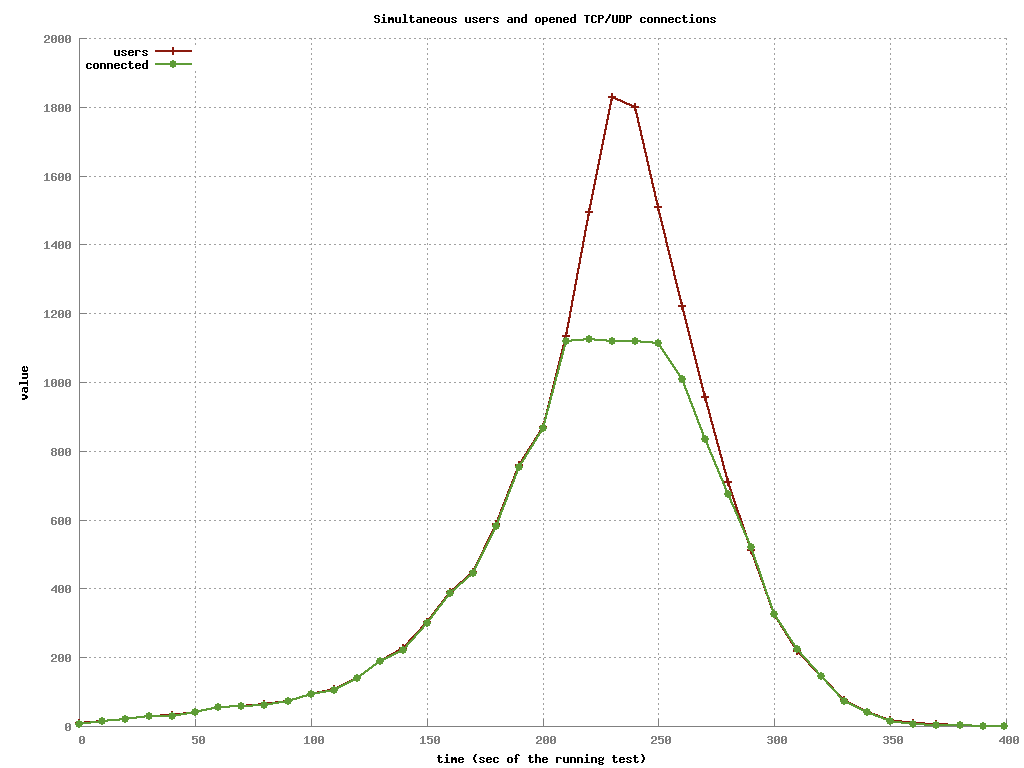 Simultaneous users and opened TCP/UDP connections
2000
users
connected
1800
1600
1400
1200
1000
value
800
600
400
200
0
0 50 100 150 200 250 300 350 400
time (sec of the running test)